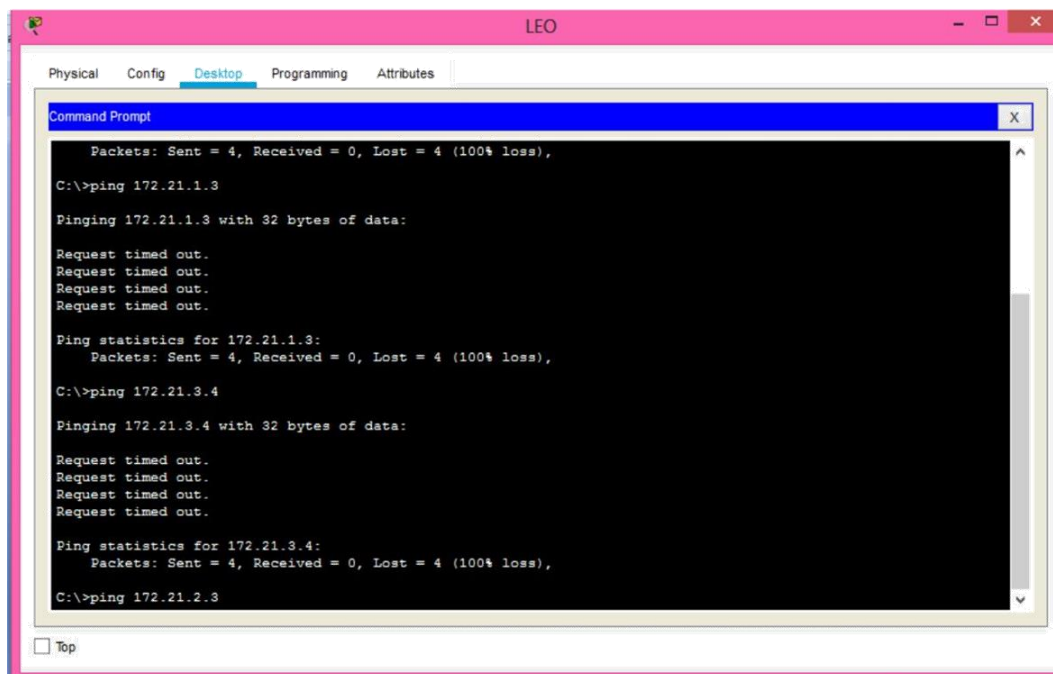 LEO
Physical Config Desktop Programming Attributes
Command Prompt
X
Packets: Sent = 4, Received = 0, Lost = 4 (100% loss),
C:\>ping 172.21.1.3
Pinging 172.21.1.3 with 32 bytes of data:
Request timed out.
Request timed out.
Request timed out.
Request timed out.
Ping statistics for 172.21.1.3:
Packets: Sent = 4, Received = 0, Lost = 4 (100% loss),
C:\>ping 172.21.3.4
Pinging 172.21.3.4 with 32 bytes of data:
Request timed out.
Request timed out.
Request timed out.
Request timed out.
Ping statistics for 172.21.3.4:
Packets: Sent = 4, Received = 0, Lost = 4 (100% loss),
C:\>ping 172.21.2.3
Top